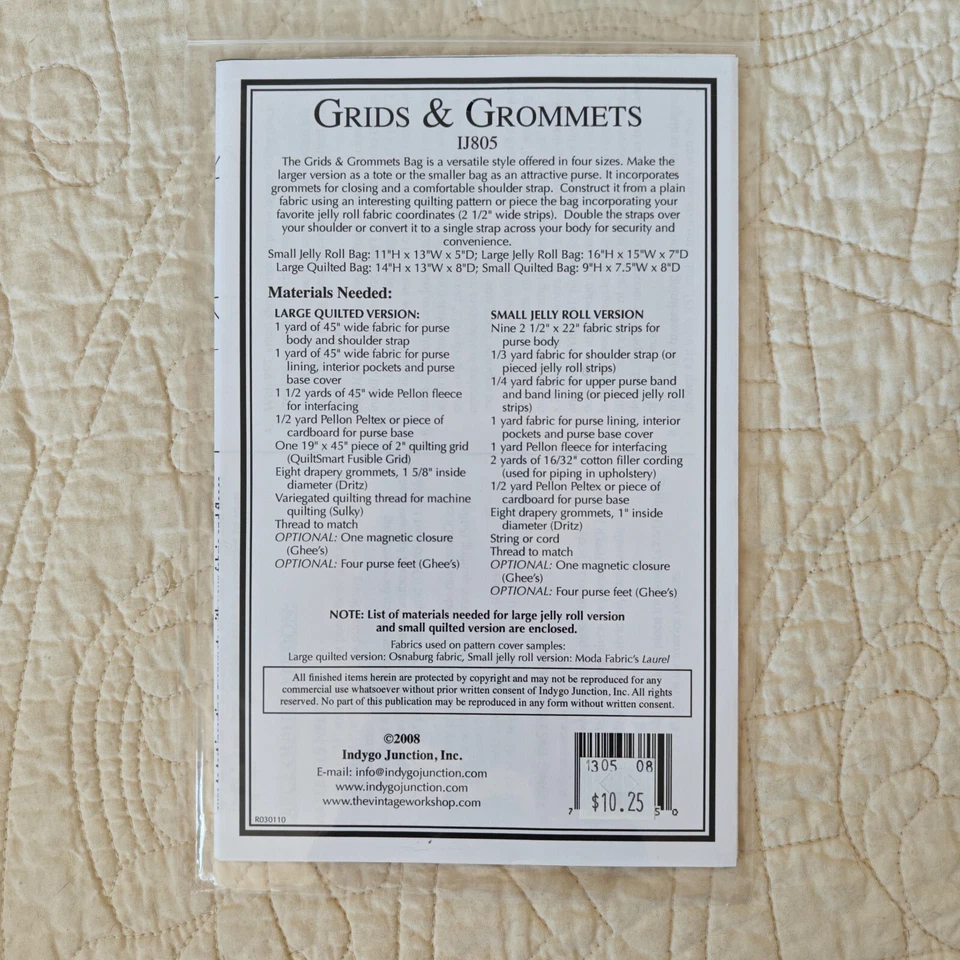 GRIDS & GROMMETS
IJ805
The Grids & Grommets Bag is a versatile style offered in four sizes. Make the
larger version as a tote or the smaller bag as an attractive purse. It incorporates
grommets for closing and a comfortable shoulder strap. Construct it from a plain
fabric using an interesting quilting pattern or piece the bag incorporating your
favorite jelly roll fabric coordinates (2 1/2" wide strips). Double the straps over
your shoulder or convert it to a single strap across your body for security and
convenience.
Small Jelly Roll Bag: 11"H x 13"W x 5"D; Large Jelly Roll Bag: 16"H x 15"W x 7"D
Large Quilted Bag: 14"H x 13"W x 8"D; Small Quilted Bag: 9"H x 7.5"W x 8"D
Materials Needed:
LARGE QUILTED VERSION:
1 yard of 45" wide fabric for purse
body and shoulder strap
1 yard of 45" wide fabric for purse
lining, interior pockets and purse
base cover
1 1/2 yards of 45" wide Pellon fleece
for interfacing
1/2 yard Pellon Peltex or piece of
cardboard for purse base
One 19" x 45" piece of 2" quilting grid
(QuiltSmart Fusible Grid)
Eight drapery grommets, 1 5/8" inside
diameter (Dritz)
Variegated quilting thread for machine
quilting (Sulky)
Thread to match
OPTIONAL: One magnetic closure
(Ghee's)
OPTIONAL: Four purse feet (Ghee's)
SMALL JELLY ROLL VERSION
Nine 2 1/2" x 22" fabric strips for
purse body
1/3 yard fabric for shoulder strap (or
pieced jelly roll strips)
1/4 yard fabric for upper purse band
and band lining (or pieced jelly roll
strips)
1 yard fabric for purse lining, interior
pockets and purse base cover
1 yard Pellon fleece for interfacing
2 yards of 16/32" cotton filler cording
(used for piping in upholstery)
1/2 yard Pellon Peltex or piece of
cardboard for purse base
Eight drapery grommets, 1" inside
diameter (Dritz)
String or cord
Thread to match
OPTIONAL: One magnetic closure
(Ghee's)
OPTIONAL: Four purse feet (Ghee's)
NOTE: List of materials needed for large jelly roll version
and small quilted version are enclosed.
Fabrics used on pattern cover samples:
Large quilted version: Osnaburg fabric, Small jelly roll version: Moda Fabric's Laurel
All finished items herein are protected by copyright and may not be reproduced for any
commercial use whatsoever without prior written consent of Indygo Junction, Inc. All rights
reserved. No part of this publication may be reproduced in any form without written consent.
©2008
Indygo Junction, Inc.
E-mail: info@indygojunction.com
www.indygojunction.com
www.thevintageworkshop.com
R030110
1305 08
$10.25
7
0